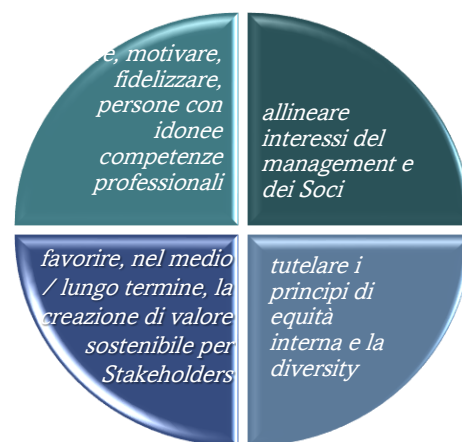 motivare,
fidelizzare,
persone con
idonee
competenze
professionali
allineare
interessi del
management e
dei Soci
favorire, nel medio
/ lungo termine, la
creazione di valore
sostenibile per
Stakeholders
tutelare i
principi di
equità
interna e la
diversity